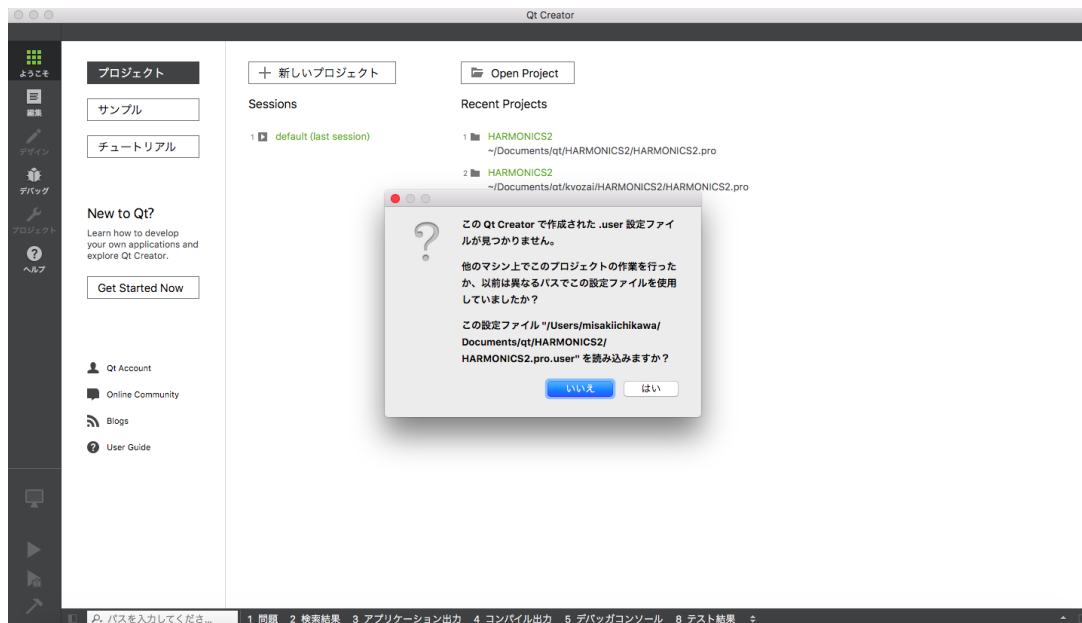 Qt Creator
ようこそ
編集
デザイン
デバッグ
プロジェクト
ヘルプ
プロジェクト
サンプル
チュートリアル
New to Qt?
Learn how to develop
your own applications and
explore Qt Creator.
Get Started Now
Qt Account
Online Community
Blogs
User Guide
新しいプロジェクト
Open Project
Sessions
1 default (last session)
Recent Projects
1 HARMONICS2
~/Documents/qt/HARMONICS2/HARMONICS2.pro
2 HARMONICS2
~/Documents/qt/kyozai/HARMONICS2/HARMONICS2.pro
この Qt Creator で作成された .user 設定ファイ
ルが見つかりません。
他のマシン上でこのプロジェクトの作業を行った
か、以前は異なるパスでこの設定ファイルを使用
していましたか？
この設定ファイル "/Users/misakiichikawa/
Documents/qt/HARMONICS2/
HARMONICS2.pro.user" を読み込みますか？
いいえ
はい
パスを入力してくださ...
1 問題 2 検索結果 3 アプリケーション出力 4 コンパイル出力 5 デバッガコンソール 8 テスト結果